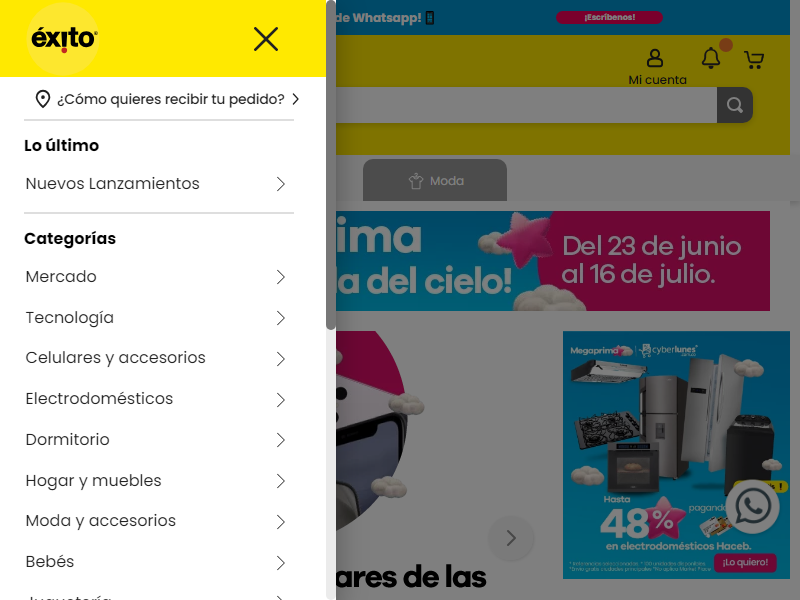 éxito
¿Cómo quieres recibir tu pedido?
Lo último
Nuevos Lanzamientos
Categorías
Mercado
Tecnología
Celulares y accesorios
Electrodomésticos
Dormitorio
Hogar y muebles
Moda y accesorios
Bebés
Juguetería
de Whatsapp!
¡Escríbenos!
Mi cuenta
Moda
ima
a del cielo!
Del 23 de junio
al 16 de julio.
ares de las
Megaprima
cyberlunes
Hasta
48%
pagando
en electrodomésticos Haceb.
¡Lo quiero!